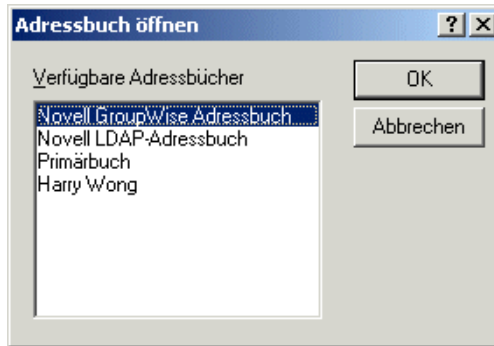 Adressbuch öffnen
Verfügbare Adressbücher
OK
Abbrechen
Novell GroupWise Adressbuch
Novell LDAP-Adressbuch
Primärbuch
Harry Wong